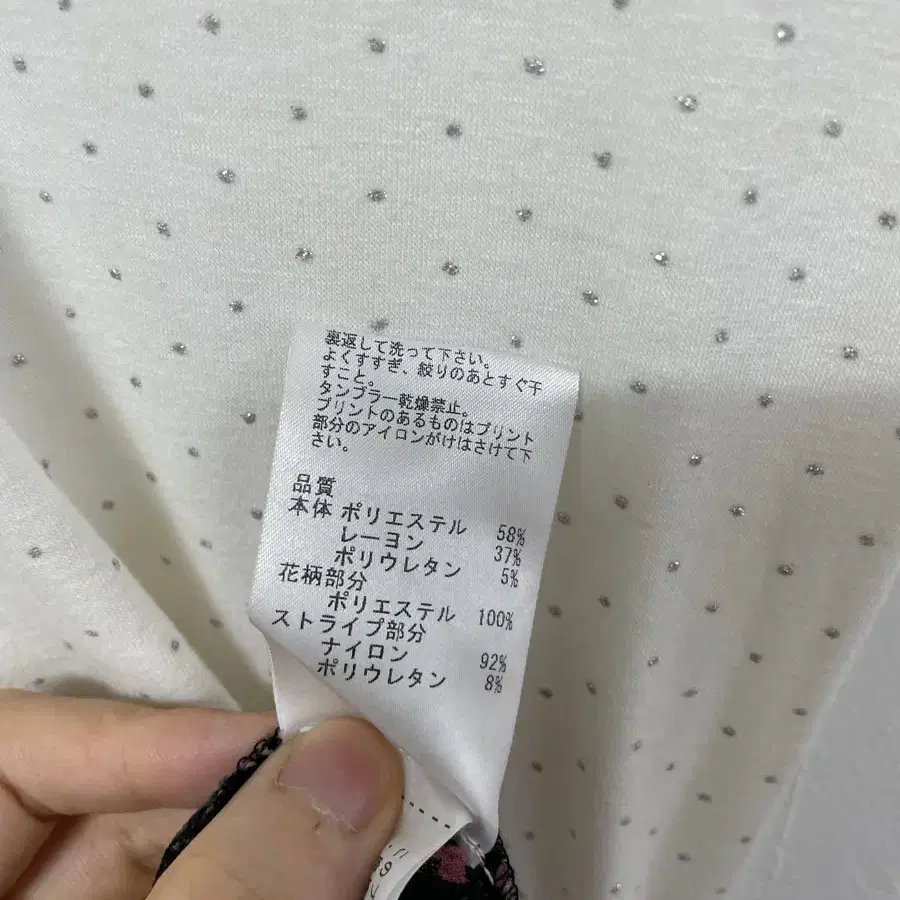 裏返して洗って下さい。
よくすすぎ、絞りのあとすぐ干
すこと。
タンブラー乾燥禁止。
プリントのあるものはプリント
部分のアイロンがけはさけて下
さい。
品質
本体 ポリエステル 58%
レーヨン 37%
ポリウレタン 5%
花柄部分
ポリエステル 100%
ストライプ部分
ナイロン 92%
ポリウレタン 8%